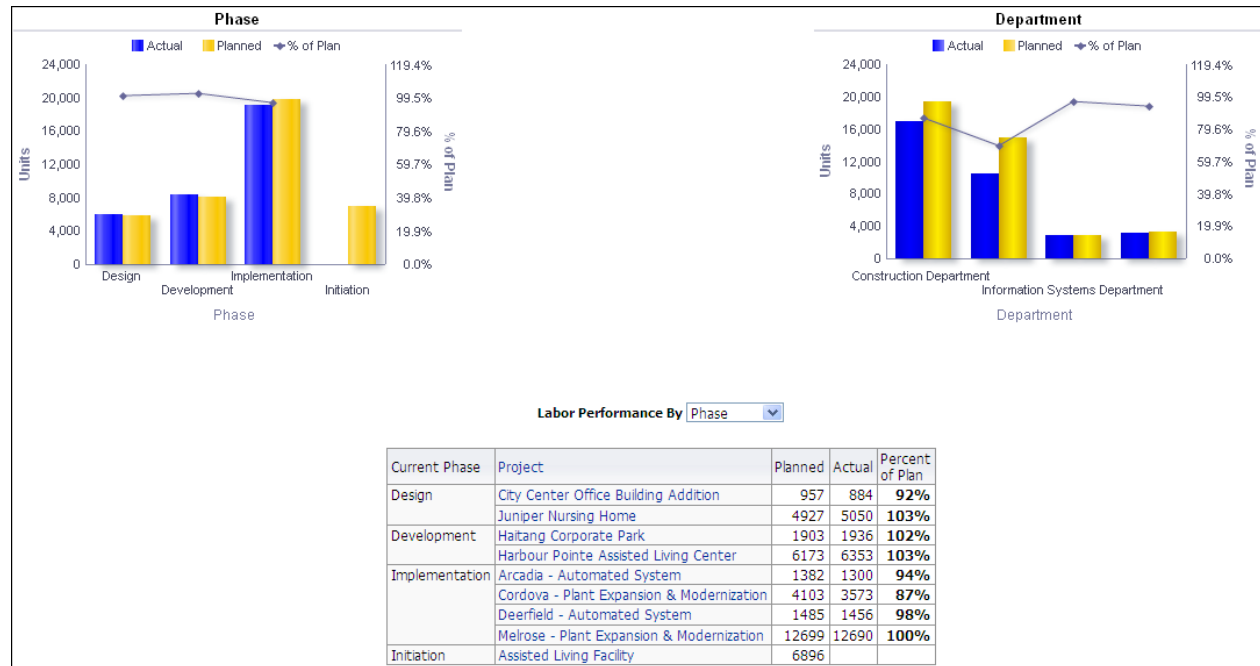 Phase
Actual Planned % of Plan
24,000
20,000
16,000
12,000
8,000
4,000
0
Units
119.4%
99.5%
79.6%
59.7%
39.8%
19.9%
0.0%
% of Plan
Design
Implementation
Development
Initiation
Phase
Department
Actual Planned % of Plan
24,000
20,000
16,000
12,000
8,000
4,000
0
Units
119.4%
99.5%
79.6%
59.7%
39.8%
19.9%
0.0%
% of Plan
Construction Department
Information Systems Department
Department
Labor Performance By Phase
Current Phase Project Planned Actual Percent of Plan
Design City Center Office Building Addition 957 884 92%
Juniper Nursing Home 4927 5050 103%
Development Haitang Corporate Park 1903 1936 102%
Harbour Pointe Assisted Living Center 6173 6353 103%
Implementation Arcadia - Automated System 1382 1300 94%
Cordova - Plant Expansion & Modernization 4103 3573 87%
Deerfield - Automated System 1485 1456 98%
Melrose - Plant Expansion & Modernization 12699 12690 100%
Initiation Assisted Living Facility 6896